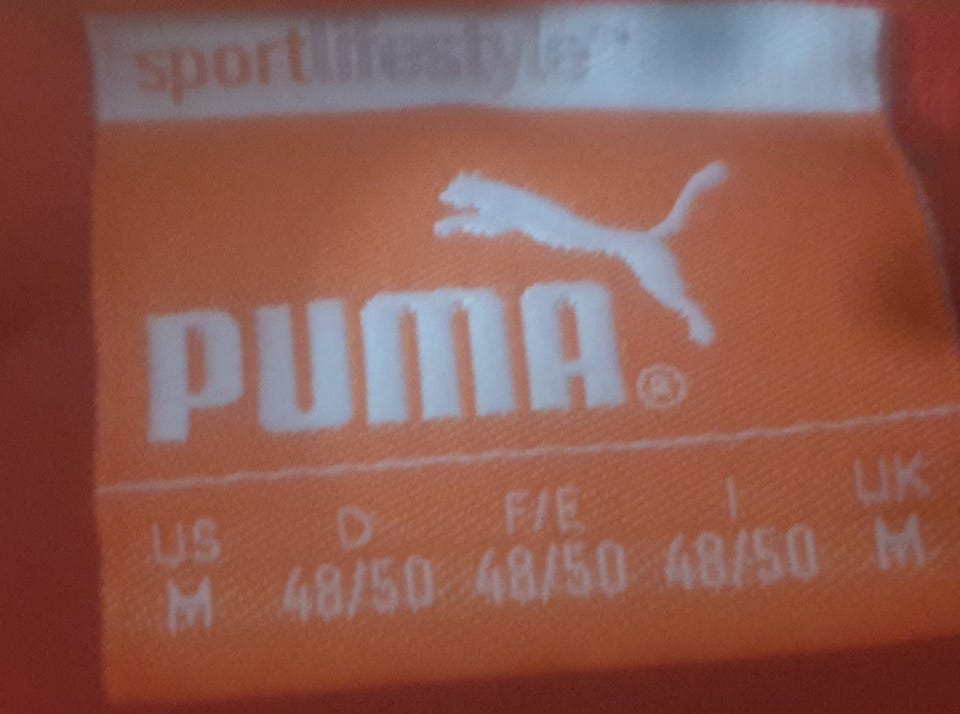 sportlifestyle
PUMA®
US D F/E I UK
M 48/50 48/50 48/50 M